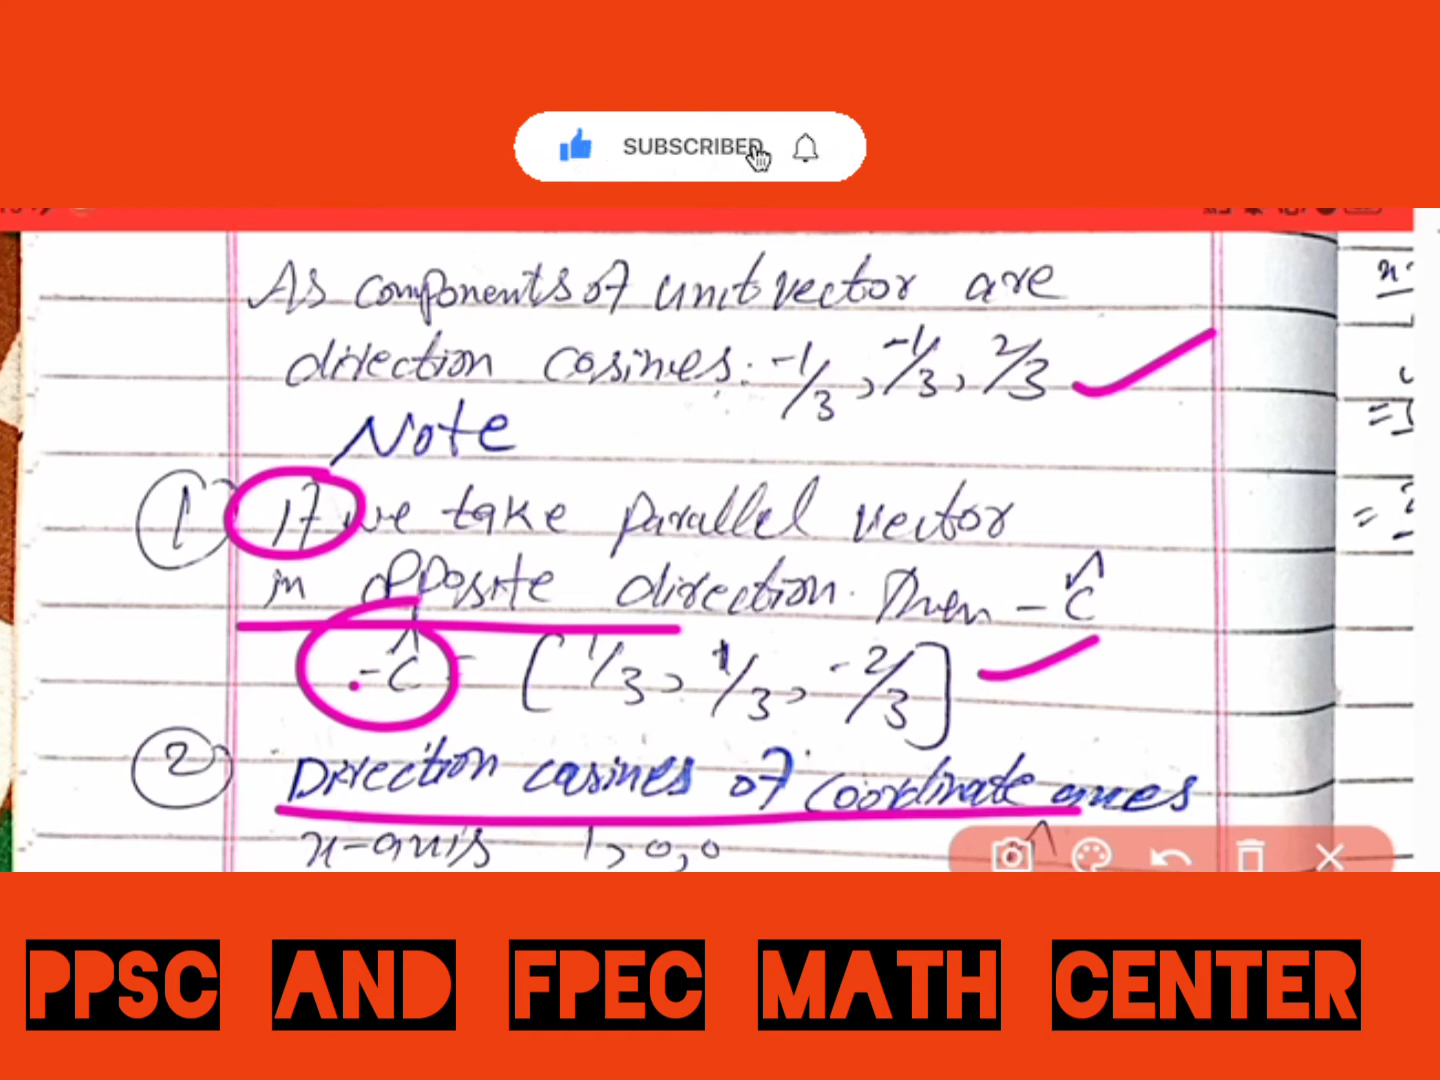 SUBSCRIBED
As components of unit vector are
direction cosines: -1/3, -1/3, 2/3
Note
① If we take parallel vector
in opposite direction. Then - ĉ
-ĉ = [1/3, 1/3, -2/3]
② Direction cosines of Coordinate axes
x-axis 1, 0, 0
PPSC AND FPEC MATH CENTER